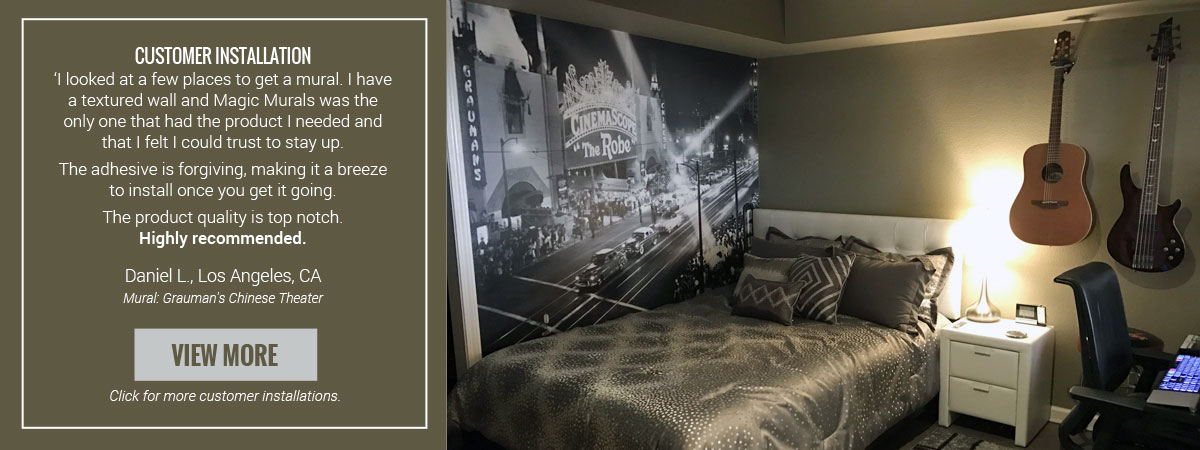 CUSTOMER INSTALLATION
‘I looked at a few places to get a mural. I have
a textured wall and Magic Murals was the
only one that had the product I needed and
that I felt I could trust to stay up.
The adhesive is forgiving, making it a breeze
to install once you get it going.
The product quality is top notch.
Highly recommended.
Daniel L., Los Angeles, CA
Mural: Grauman's Chinese Theater
VIEW MORE
Click for more customer installations.
GRAUMANS
CINEMASCOPE
"The Robe"